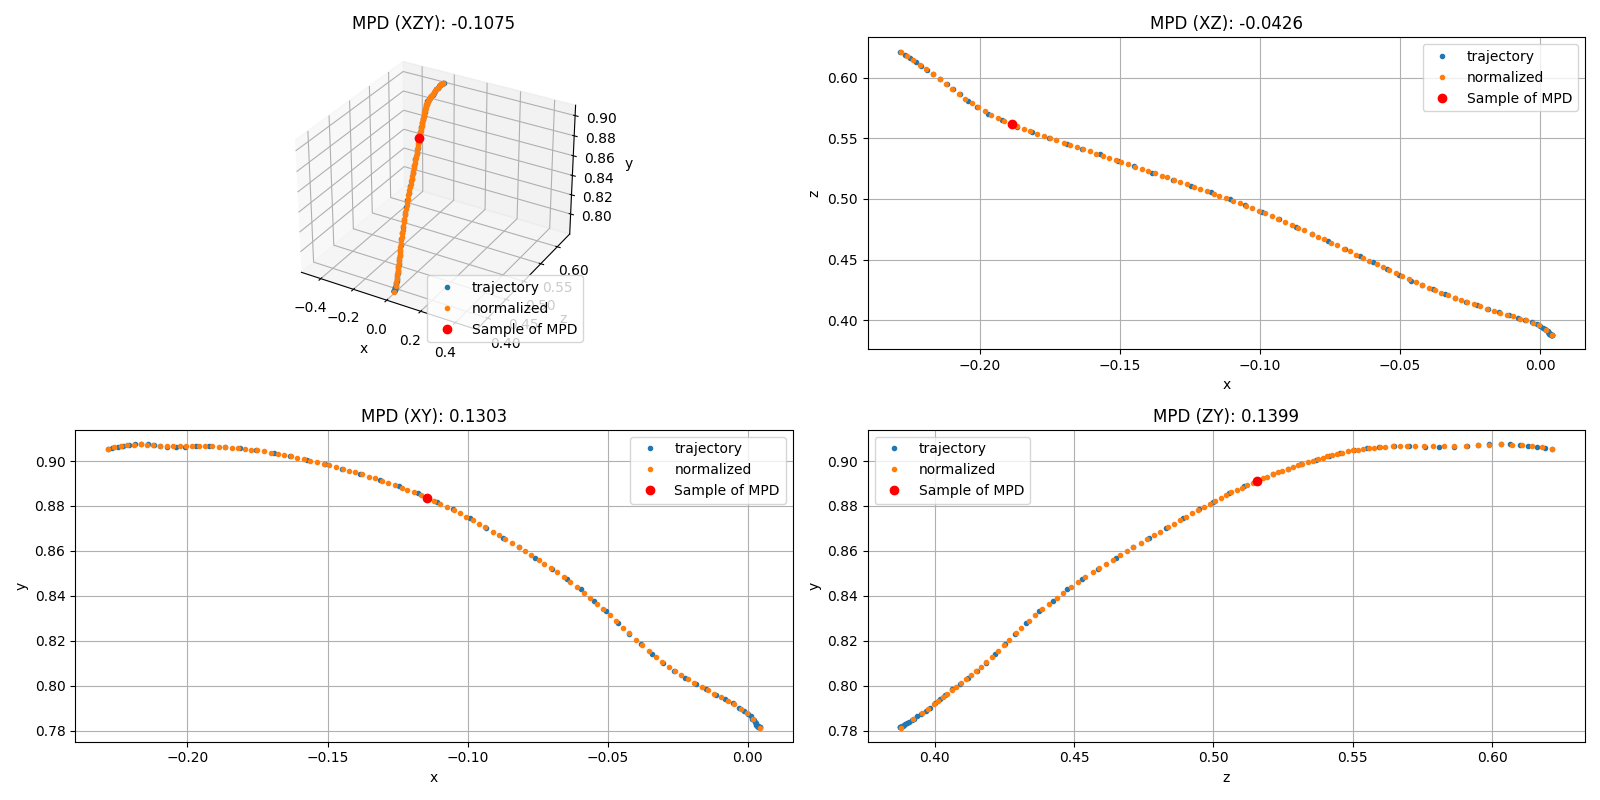 MPD (XZY): -0.1075
0.90
0.88
0.86
0.84
0.82
0.80
y
0.60
0.55
0.50
0.45
0.40
z
−0.4
−0.2
0.0
0.2
0.4
x
trajectory
normalized
Sample of MPD
MPD (XZ): -0.0426
trajectory
normalized
Sample of MPD
0.60
0.55
0.50
0.45
0.40
z
−0.20
−0.15
−0.10
−0.05
0.00
x
MPD (XY): 0.1303
trajectory
normalized
Sample of MPD
0.90
0.88
0.86
0.84
0.82
0.80
0.78
y
−0.20
−0.15
−0.10
−0.05
0.00
x
MPD (ZY): 0.1399
trajectory
normalized
Sample of MPD
0.90
0.88
0.86
0.84
0.82
0.80
0.78
y
0.40
0.45
0.50
0.55
0.60
z